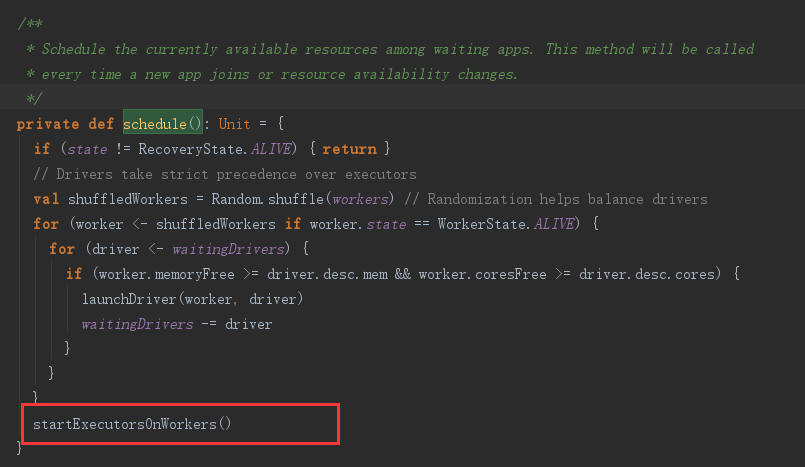 /**
 * Schedule the currently available resources among waiting apps. This method will be called
 * every time a new app joins or resource availability changes.
 */
private def schedule(): Unit = {
  if (state != RecoveryState.ALIVE) { return }
  // Drivers take strict precedence over executors
  val shuffledWorkers = Random.shuffle(workers) // Randomization helps balance drivers
  for (worker <- shuffledWorkers if worker.state == WorkerState.ALIVE) {
    for (driver <- waitingDrivers) {
      if (worker.memoryFree >= driver.desc.mem && worker.coresFree >= driver.desc.cores) {
        launchDriver(worker, driver)
        waitingDrivers -= driver
      }
    }
  }
  startExecutorsOnWorkers()
}